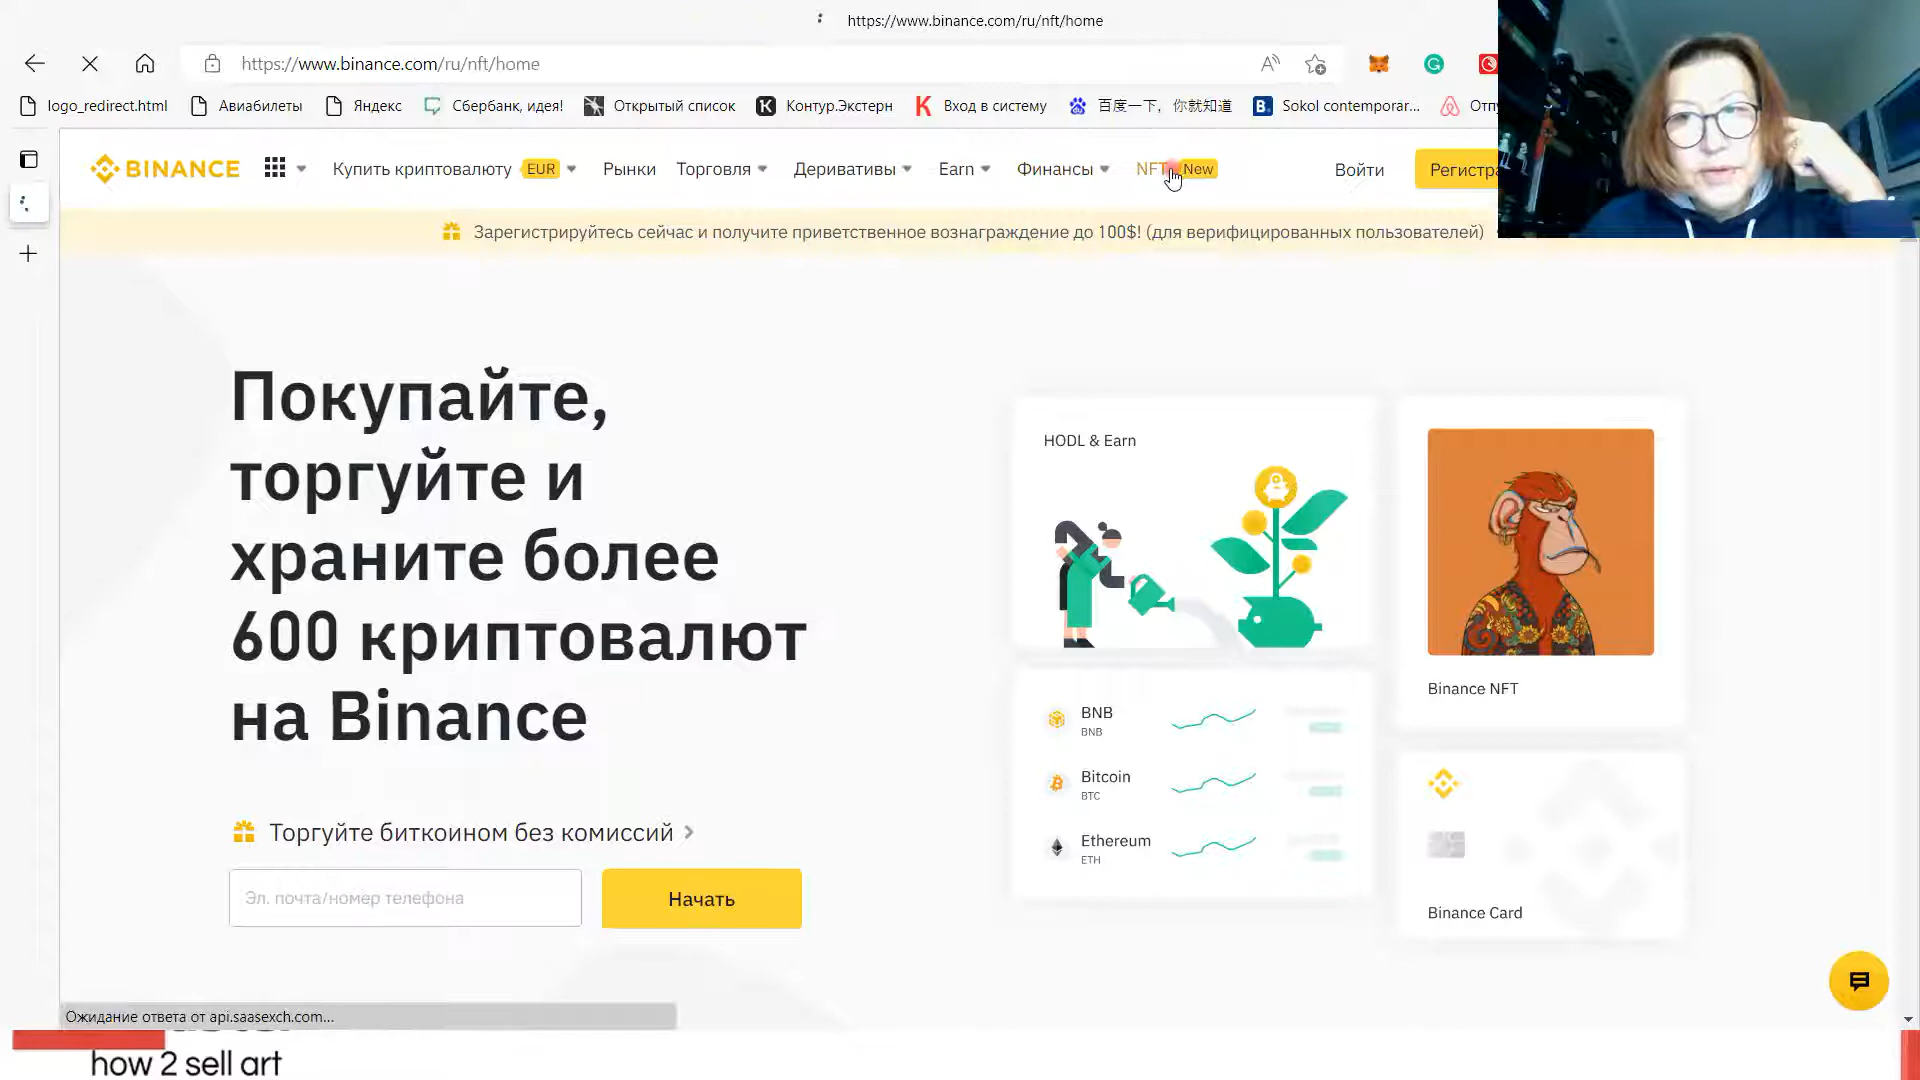 https://www.binance.com/ru/nft/home
https://www.binance.com/ru/nft/home
logo_redirect.html Авиабилеты Яндекс Сбербанк, идея! Открытый список Контур.Экстерн Вход в систему 百度一下，你就知道 Sokol contemporar...
BINANCE Купить криптовалюту EUR Рынки Торговля Деривативы Earn Финансы NFT New Войти
Зарегистрируйтесь сейчас и получите приветственное вознаграждение до 100$! (для верифицированных пользователей)
Покупайте,
торгуйте и
храните более
600 криптовалют
на Binance
Торгуйте биткоином без комиссий
Эл. почта/номер телефона
Начать
HODL & Earn
BNB
BNB
Bitcoin
BTC
Ethereum
ETH
Binance NFT
Binance Card
Ожидание ответа от api.saasexch.com...
how 2 sell art